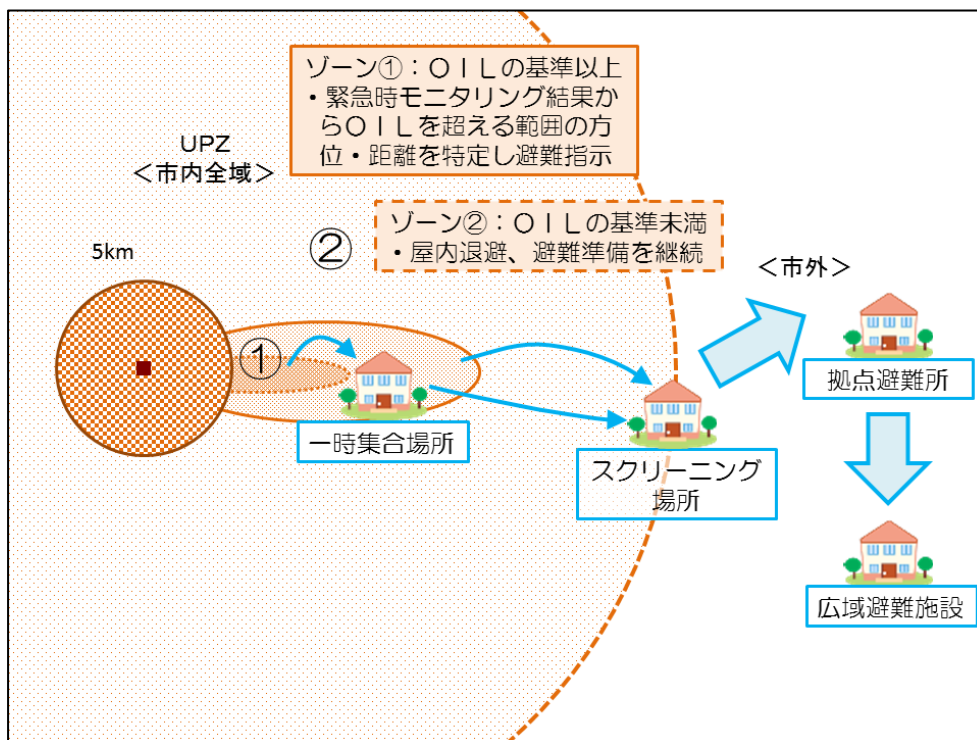 ゾーン①：ＯＩＬの基準以上
・緊急時モニタリング結果か
らOILを超える範囲の方
位・距離を特定し避難指示
UPZ
＜市内全域＞
ゾーン②：ＯＩＬの基準未満
・屋内退避、避難準備を継続
②
5km
＜市外＞
①
拠点避難所
一時集合場所
スクリーニング
場所
広域避難施設